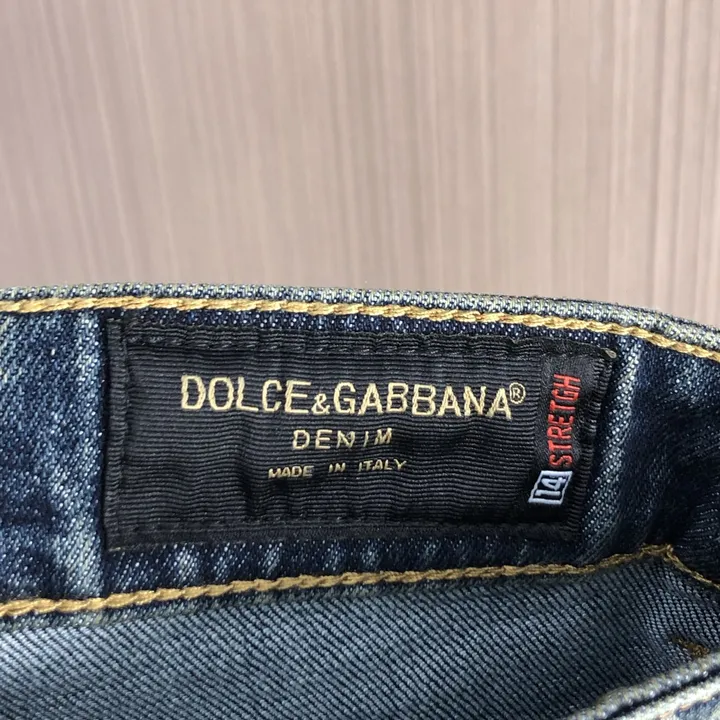 DOLCE&GABBANA®
DENIM
MADE IN ITALY
14 STRETCH